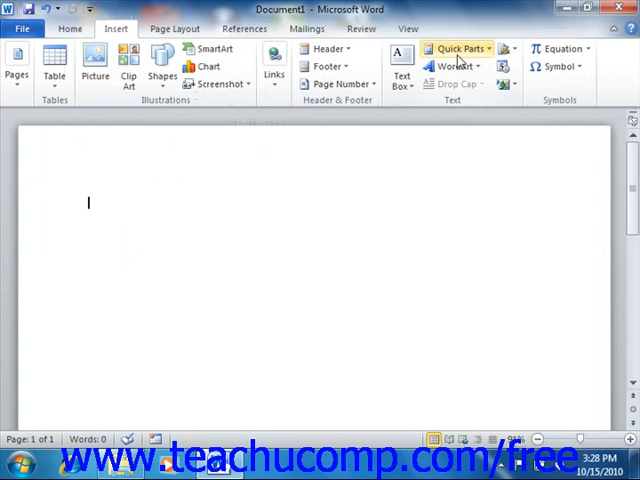 Document1 - Microsoft Word
File Home Insert Page Layout References Mailings Review View
Pages
Table
Tables
Picture
Clip Art
Shapes
SmartArt
Chart
Screenshot
Illustrations
Links
Header
Footer
Page Number
Header & Footer
Text Box
Quick Parts
WordArt
Drop Cap
Text
Equation
Symbol
Symbols
Page: 1 of 1 Words: 0 91%
www.teachucomp.com/free
3:28 PM
10/15/2010